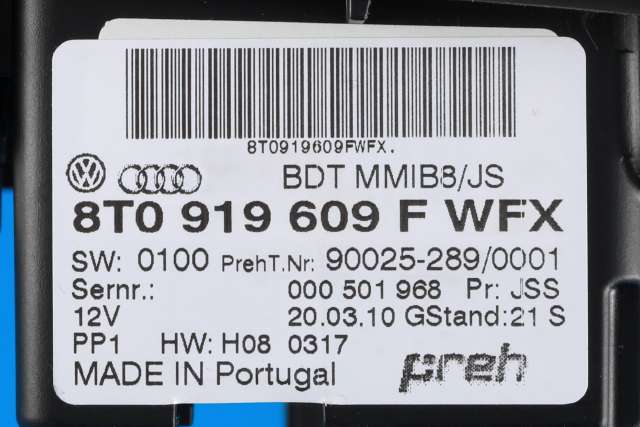 8T0919609FWFX.
BDT MMIB8/JS
8T0 919 609 F WFX
SW: 0100 PrehT.Nr: 90025-289/0001
Sernr.: 000 501 968 Pr: JSS
12V 20.03.10 GStand: 21 S
PP1 HW: H08 0317
MADE IN Portugal preh